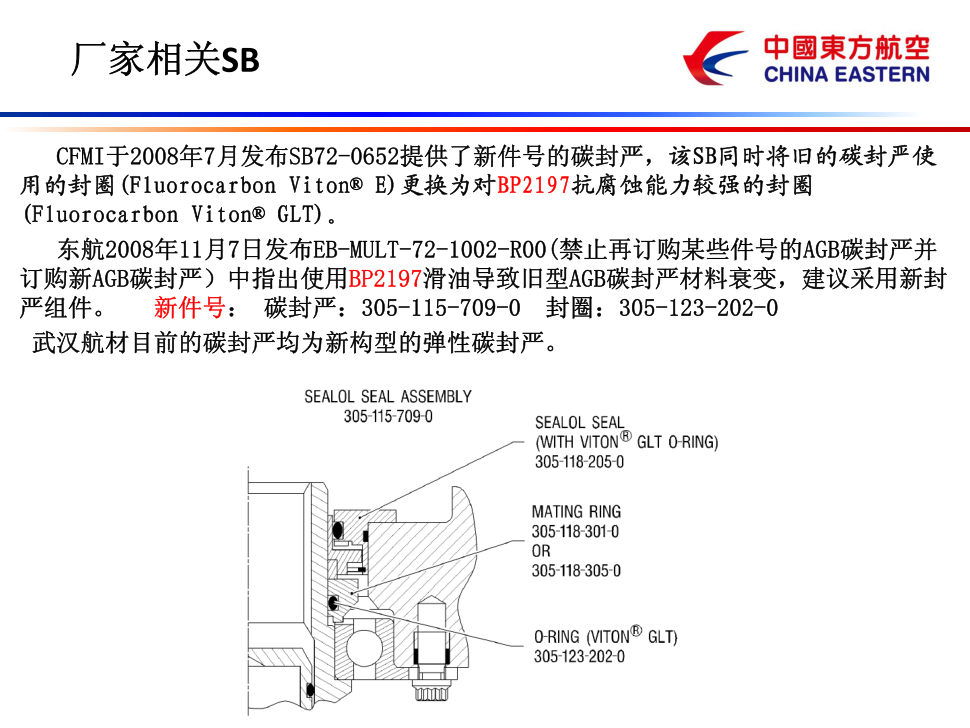 厂家相关SB
中國東方航空
CHINA EASTERN
CFMI于2008年7月发布SB72-0652提供了新件号的碳封严，该SB同时将旧的碳封严使
用的封圈(Fluorocarbon Viton® E)更换为对BP2197抗腐蚀能力较强的封圈
(Fluorocarbon Viton® GLT)。
东航2008年11月7日发布EB-MULT-72-1002-R00(禁止再订购某些件号的AGB碳封严并
订购新AGB碳封严）中指出使用BP2197滑油导致旧型AGB碳封严材料衰变，建议采用新封
严组件。 新件号： 碳封严：305-115-709-0 封圈：305-123-202-0
武汉航材目前的碳封严均为新构型的弹性碳封严。
SEALOL SEAL ASSEMBLY
305-115-709-0
SEALOL SEAL
(WITH VITON® GLT O-RING)
305-118-205-0
MATING RING
305-118-301-0
OR
305-118-305-0
O-RING (VITON® GLT)
305-123-202-0